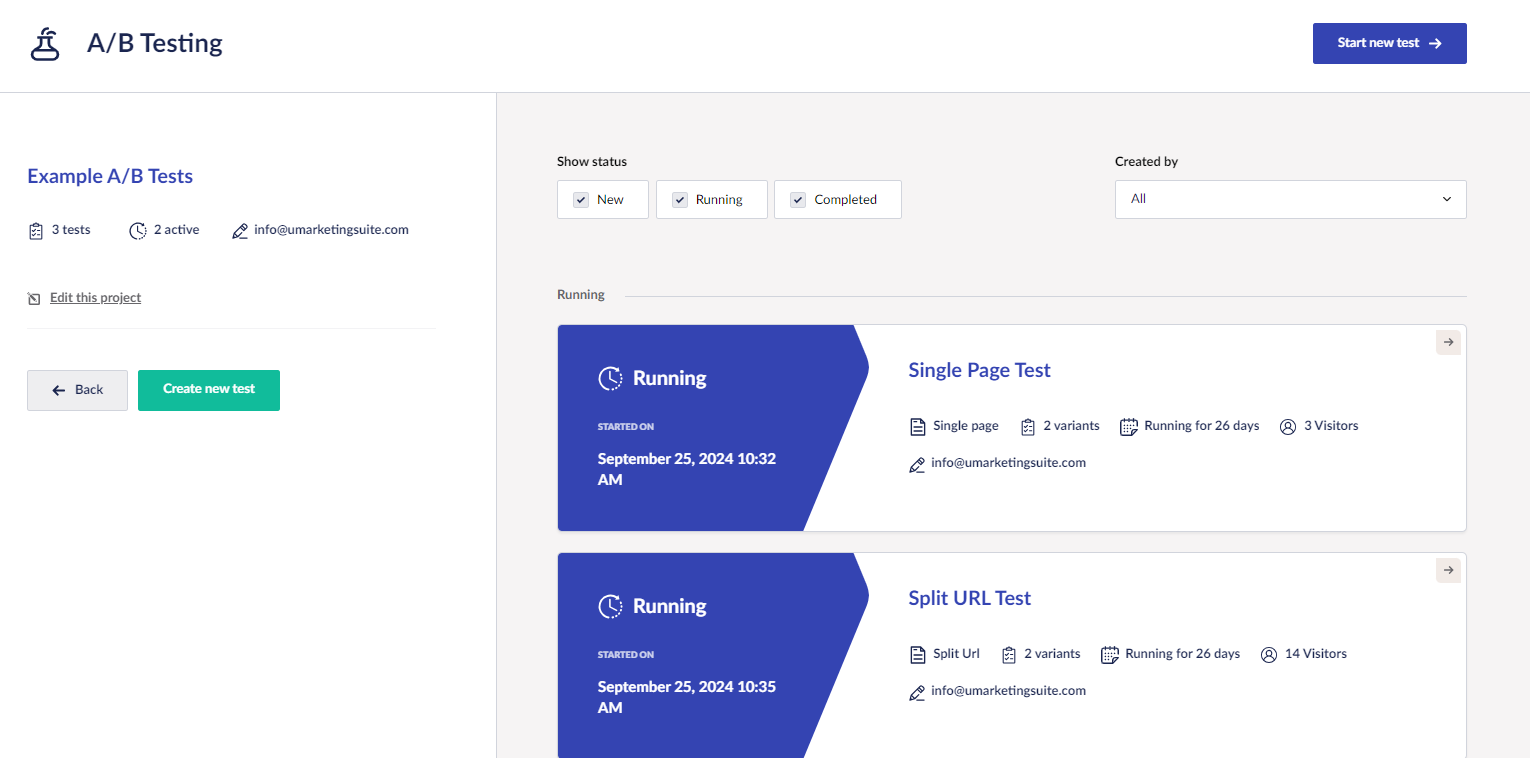 A/B Testing
Start new test
Example A/B Tests
3 tests 2 active info@umarketingsuite.com
Edit this project
Back Create new test
Show status
New Running Completed
Created by
All
Running
Running
STARTED ON
September 25, 2024 10:32
AM
Single Page Test
Single page 2 variants Running for 26 days 3 Visitors
info@umarketingsuite.com
Running
STARTED ON
September 25, 2024 10:35
AM
Split URL Test
Split Url 2 variants Running for 26 days 14 Visitors
info@umarketingsuite.com